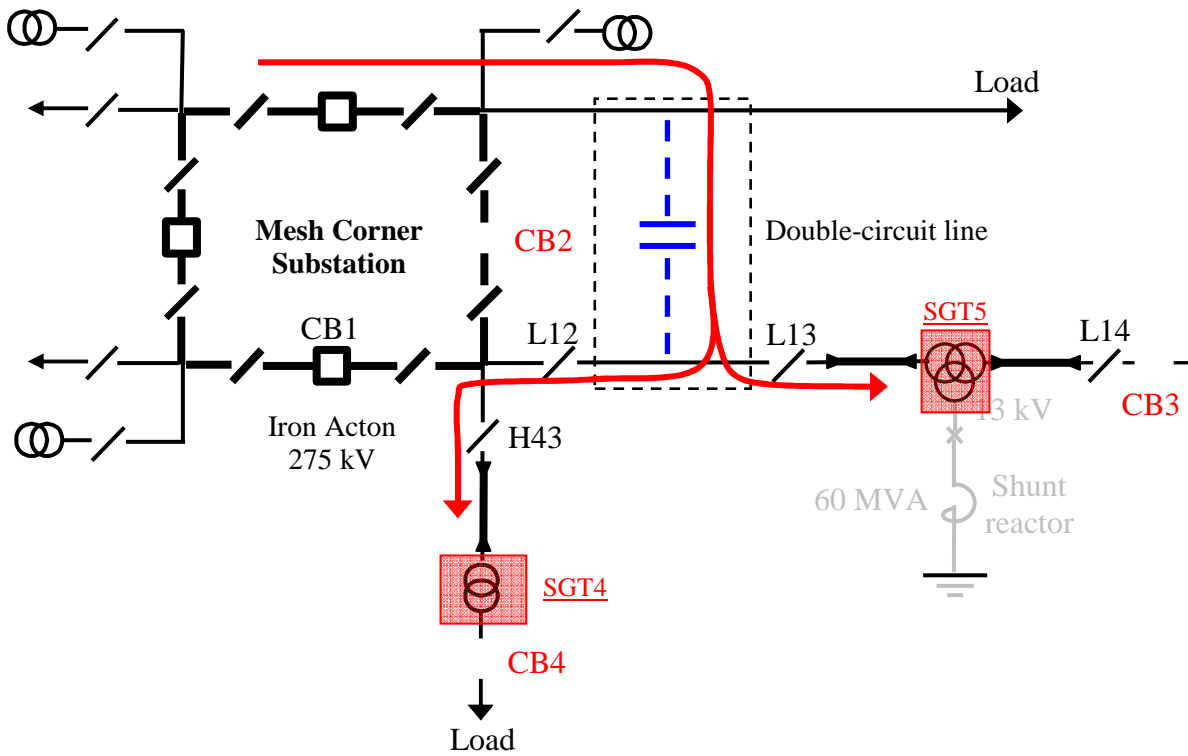 Load
Mesh Corner
Substation
CB2
Double-circuit line
SGT5
CB1
L12
L13
L14
13 kV
CB3
Iron Acton
275 kV
H43
60 MVA
Shunt
reactor
SGT4
CB4
Load